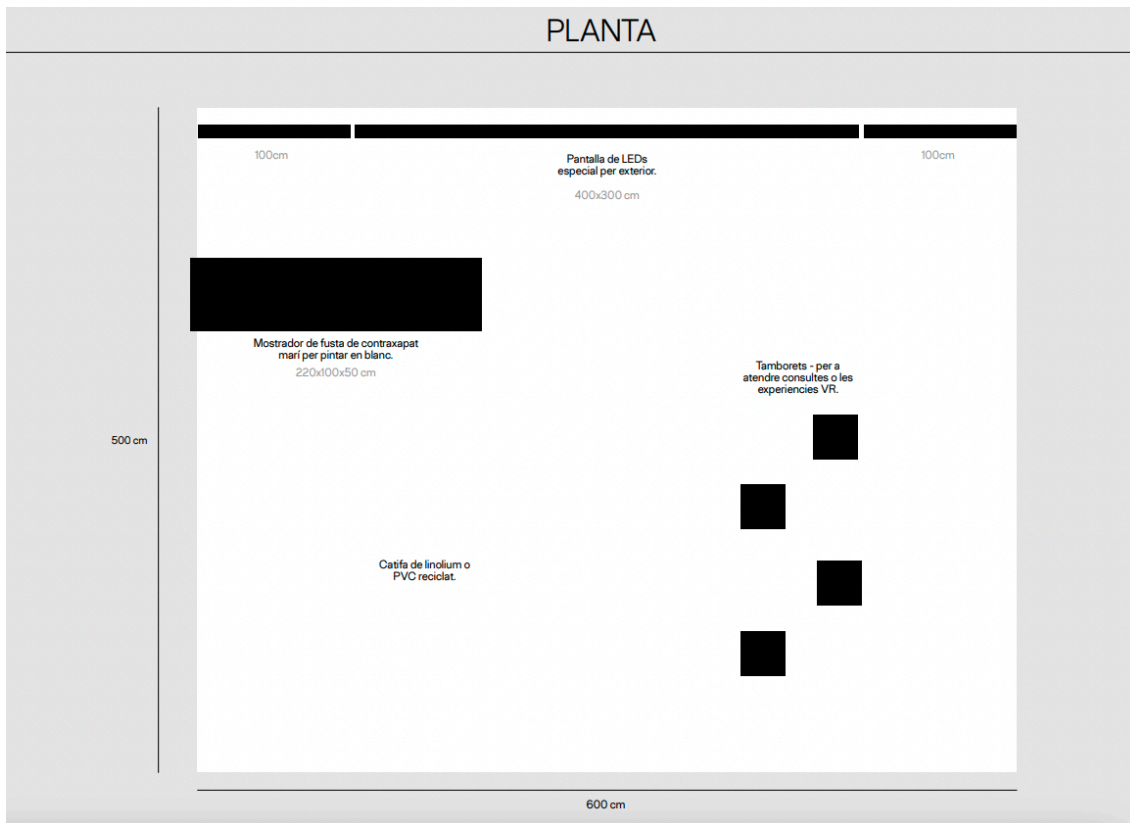 PLANTA
100cm
Pantalla de LEDs
especial per exterior.
400x300 cm
100cm
Mostrador de fusta de contraxapat
marí per pintar en blanc.
220x100x50 cm
Tamborets - per a
atendre consultes o les
experiencies VR.
500 cm
Catifa de linolium o
PVC reciclat.
600 cm